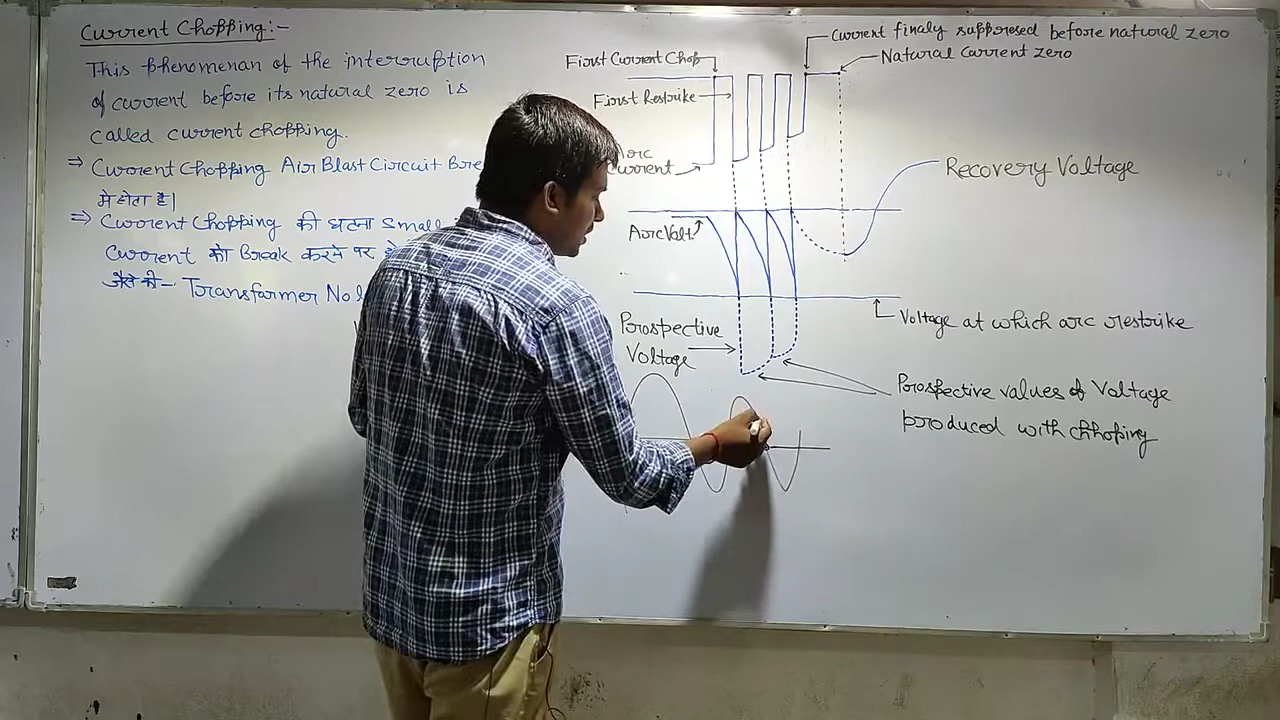 Current Chopping:-
This phenomenan of the interruption
of current before its natural zero is
called current chopping.
⇒ Current Chopping Air Blast Circuit Bre
मे होता है।
⇒ Current Chopping की घटना Small
Current को Break करने पर
जैसे की- Transformer No
First Current Chop
First Restrike
Arc
Current
Current finaly suppresed before natural zero
Natural Current zero
Recovery Voltage
Arc Volt.
Voltage at which arc restrike
Prospective
Voltage
Prospective values of Voltage
produced with chhoping